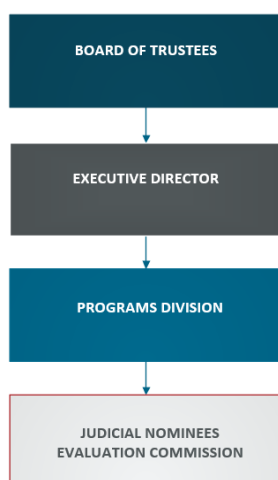 BOARD OF TRUSTEES
EXECUTIVE DIRECTOR
PROGRAMS DIVISION
JUDICIAL NOMINEES
EVALUATION COMMISSION